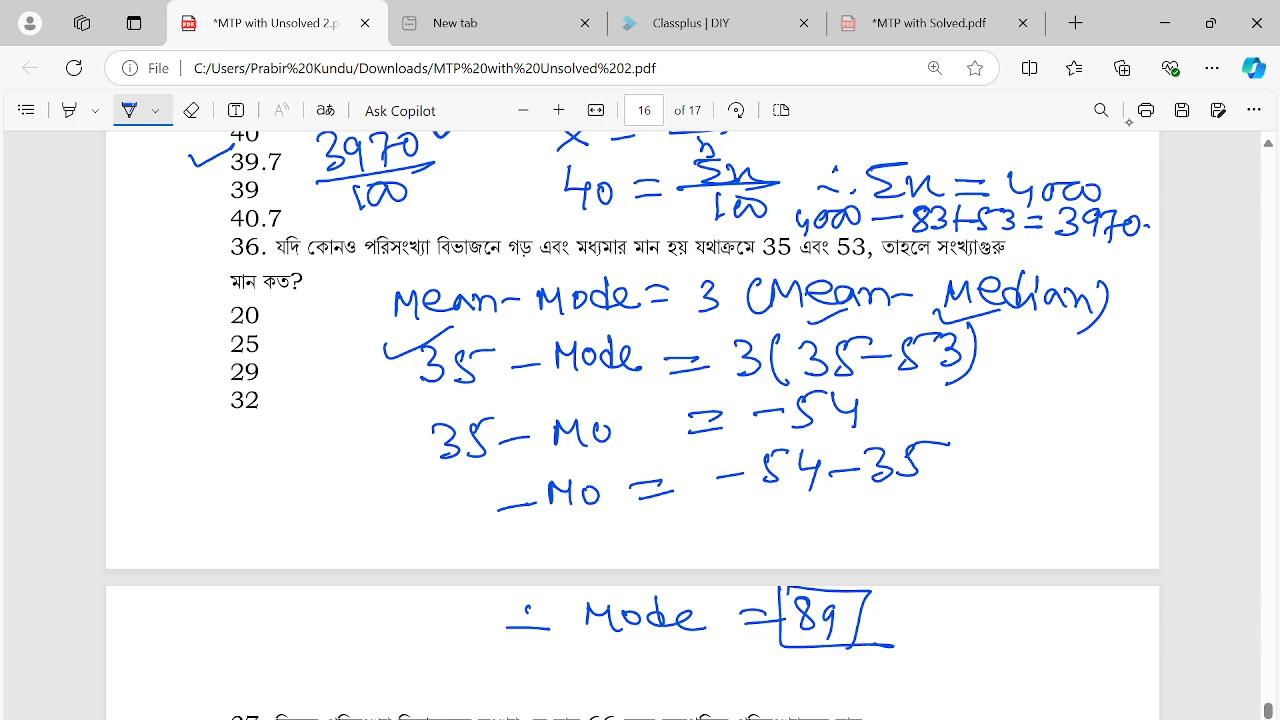 *MTP with Unsolved 2.p
New tab
Classplus | DIY
*MTP with Solved.pdf
File
C:/Users/Prabir%20Kundu/Downloads/MTP%20with%20Unsolved%202.pdf
Ask Copilot
16 of 17
40
39.7
39
40.7
3970
100
x̄ =
n
40 = Σx
100
∴ Σx = 4000
4000 - 83+53 = 3970
36. যদি কোনও পরিসংখ্যা বিভাজনে গড় এবং মধ্যমার মান হয় যথাক্রমে 35 এবং 53, তাহলে সংখ্যাগুরু
মান কত?
20
25
29
32
Mean - Mode = 3 (Mean - Median)
35 - Mode = 3(35-53)
35 - Mo = -54
-Mo = -54-35
∴ Mode = 89